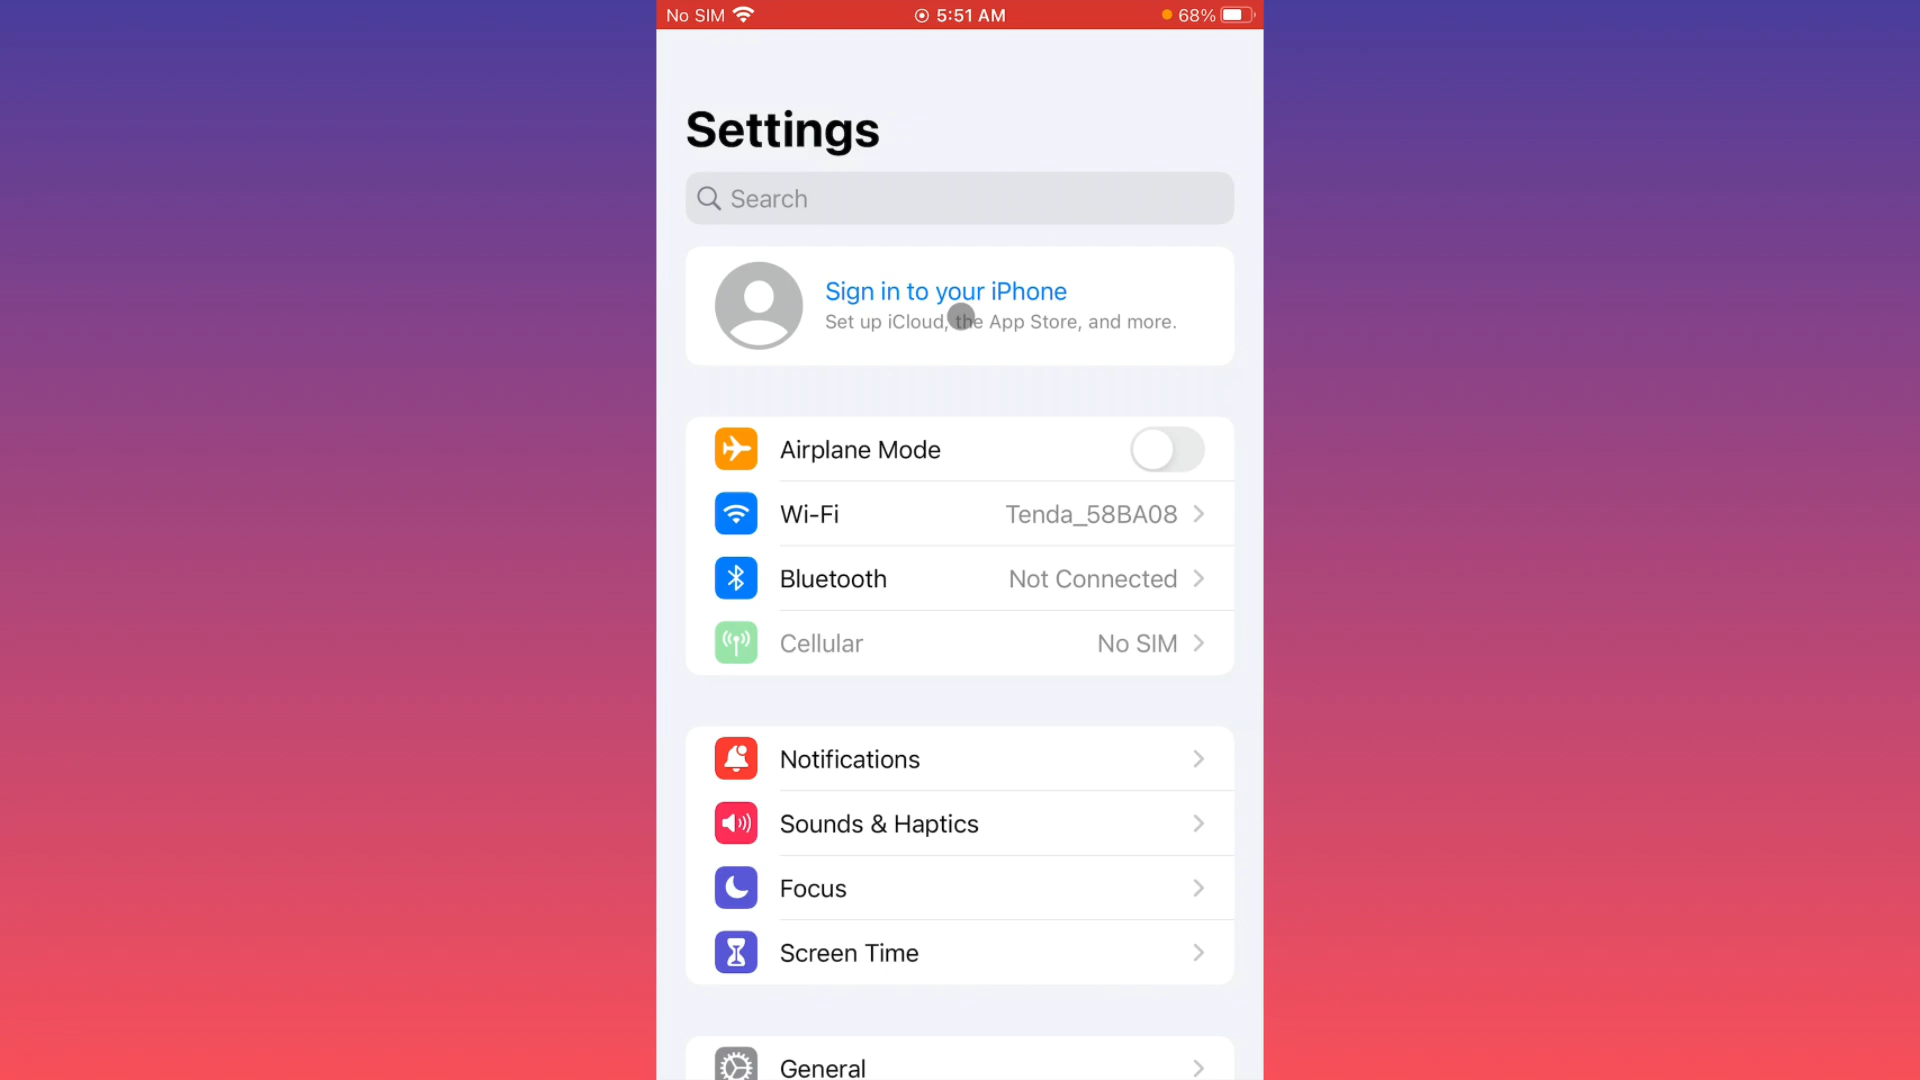 No SIM 5:51 AM 68%
Settings
Search
Sign in to your iPhone
Set up iCloud, the App Store, and more.
Airplane Mode
Wi-Fi Tenda_58BA08
Bluetooth Not Connected
Cellular No SIM
Notifications
Sounds & Haptics
Focus
Screen Time
General